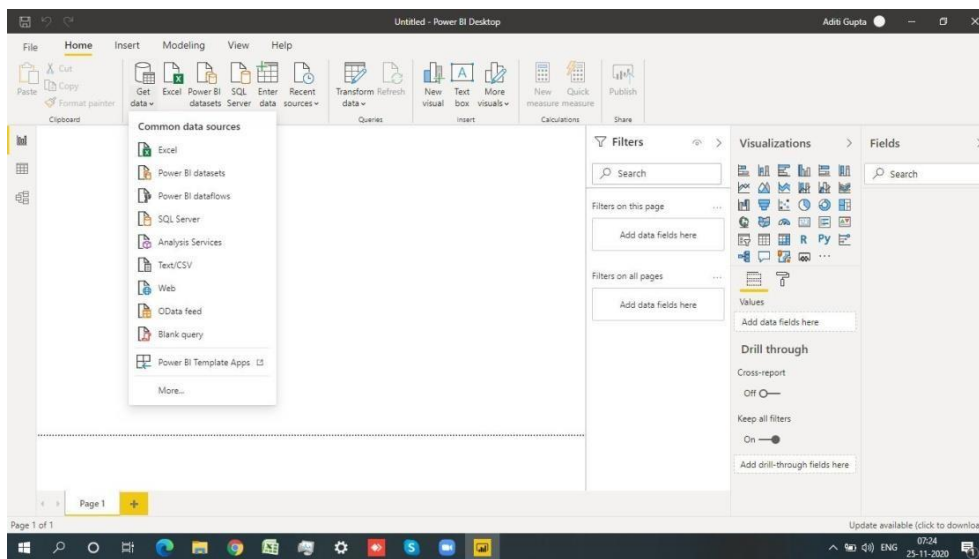 Untitled - Power BI Desktop
Aditi Gupta
File Home Insert Modeling View Help
Paste
Cut
Copy
Format painter
Get data
Excel
Power BI datasets
SQL Server
Enter data
Recent sources
Transform data
Refresh
New visual
Text box
More visuals
New measure
Quick measure
Publish
Clipboard
Queries
Insert
Calculations
Share
Common data sources
Excel
Power BI datasets
Power BI dataflows
SQL Server
Analysis Services
Text/CSV
Web
OData feed
Blank query
Power BI Template Apps
More...
Filters
Search
Filters on this page
Add data fields here
Filters on all pages
Add data fields here
Visualizations
R Py
Values
Add data fields here
Drill through
Cross-report
Off
Keep all filters
On
Add drill-through fields here
Fields
Search
Page 1
Page 1 of 1
Update available (click to downloa
ENG
07:24
25-11-2020